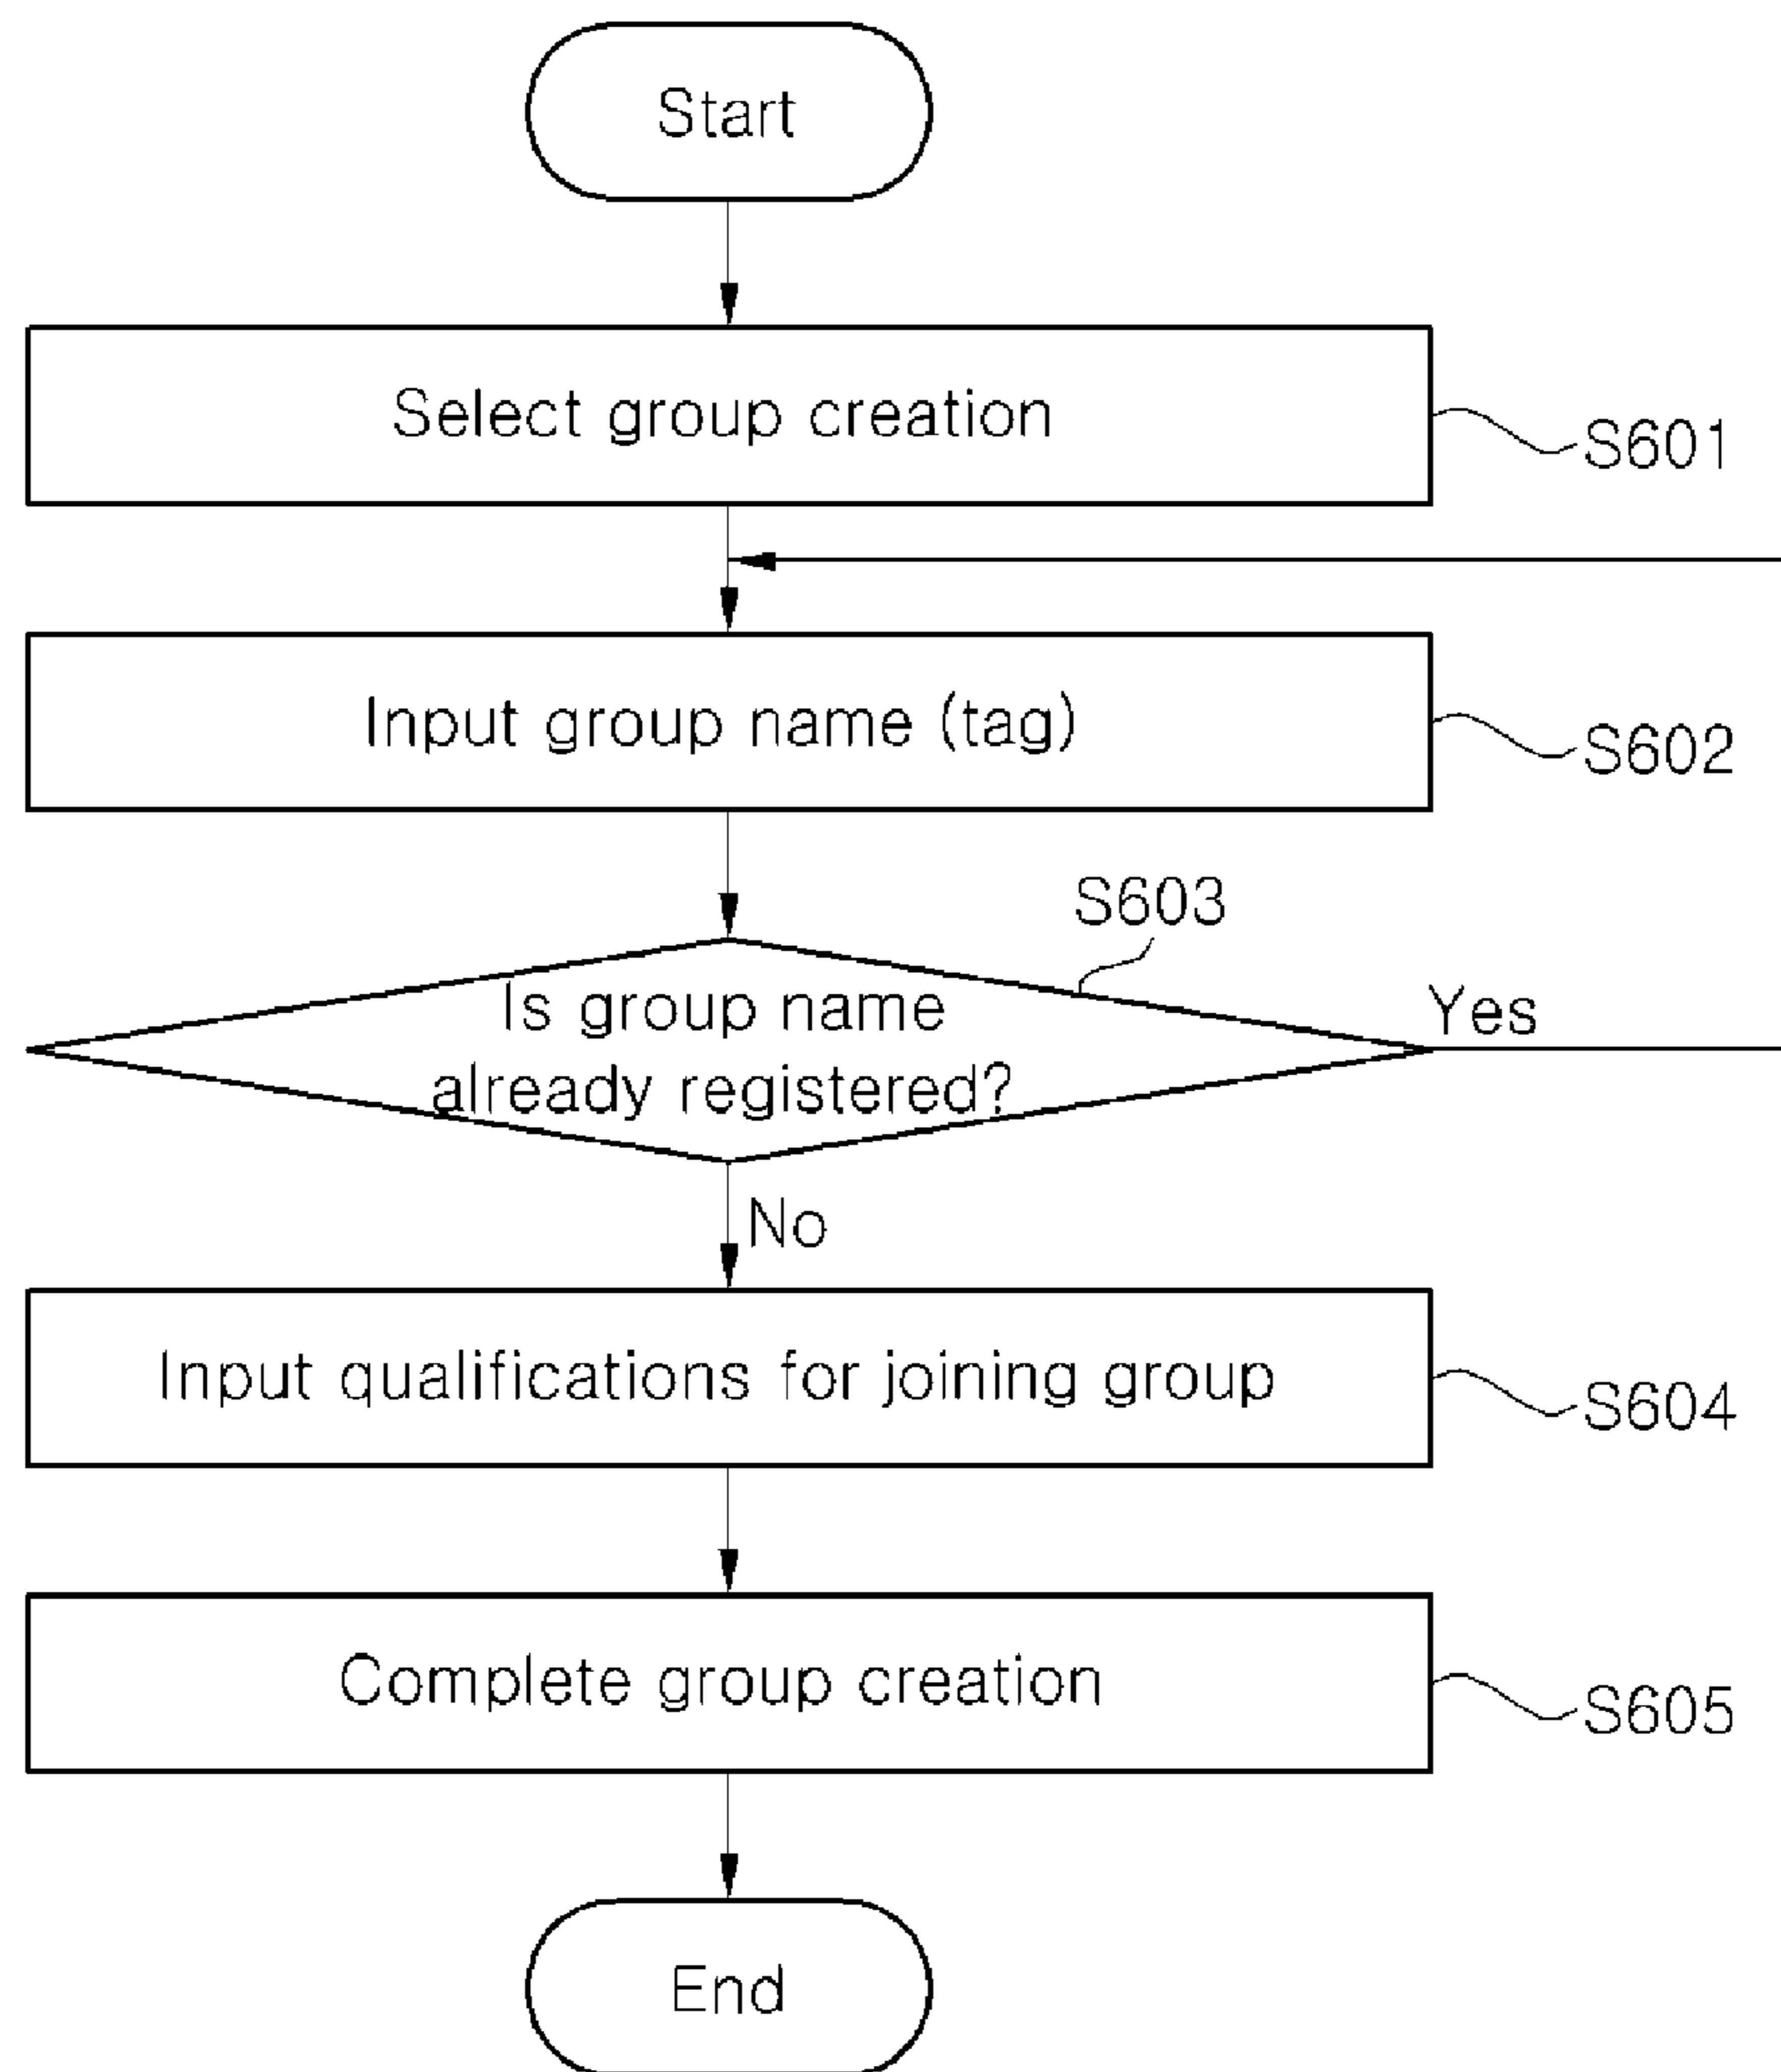 Start
Select group creation
S601
Input group name (tag)
S602
S603
Is group name
already registered?
Yes
No
Input qualifications for joining group
S604
Complete group creation
S605
End